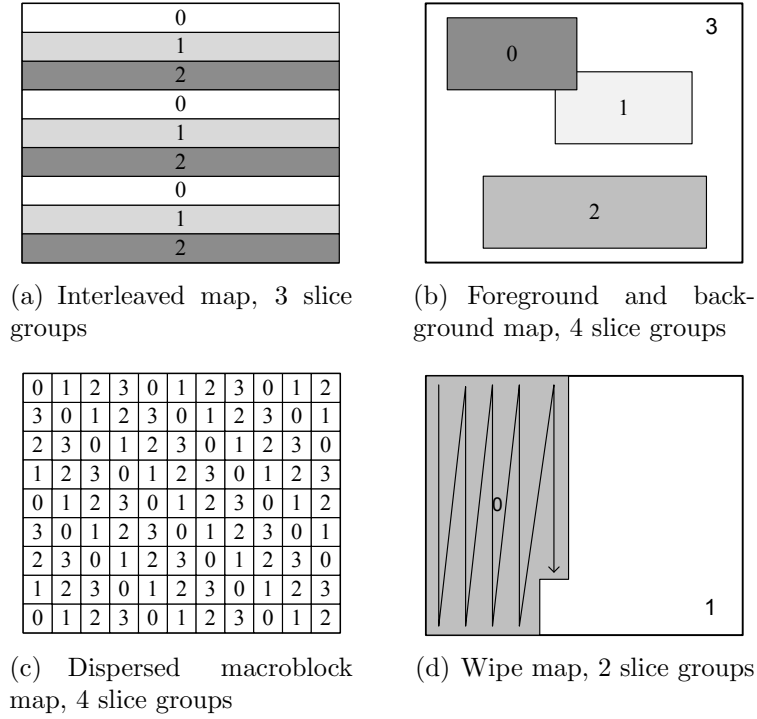 0
1
2
0
1
2
0
1
2
(a) Interleaved map, 3 slice
groups
3
0
1
2
(b) Foreground and back-
ground map, 4 slice groups
0 1 2 3 0 1 2 3 0 1 2
3 0 1 2 3 0 1 2 3 0 1
2 3 0 1 2 3 0 1 2 3 0
1 2 3 0 1 2 3 0 1 2 3
0 1 2 3 0 1 2 3 0 1 2
3 0 1 2 3 0 1 2 3 0 1
2 3 0 1 2 3 0 1 2 3 0
1 2 3 0 1 2 3 0 1 2 3
0 1 2 3 0 1 2 3 0 1 2
(c) Dispersed macroblock
map, 4 slice groups
0
1
(d) Wipe map, 2 slice groups